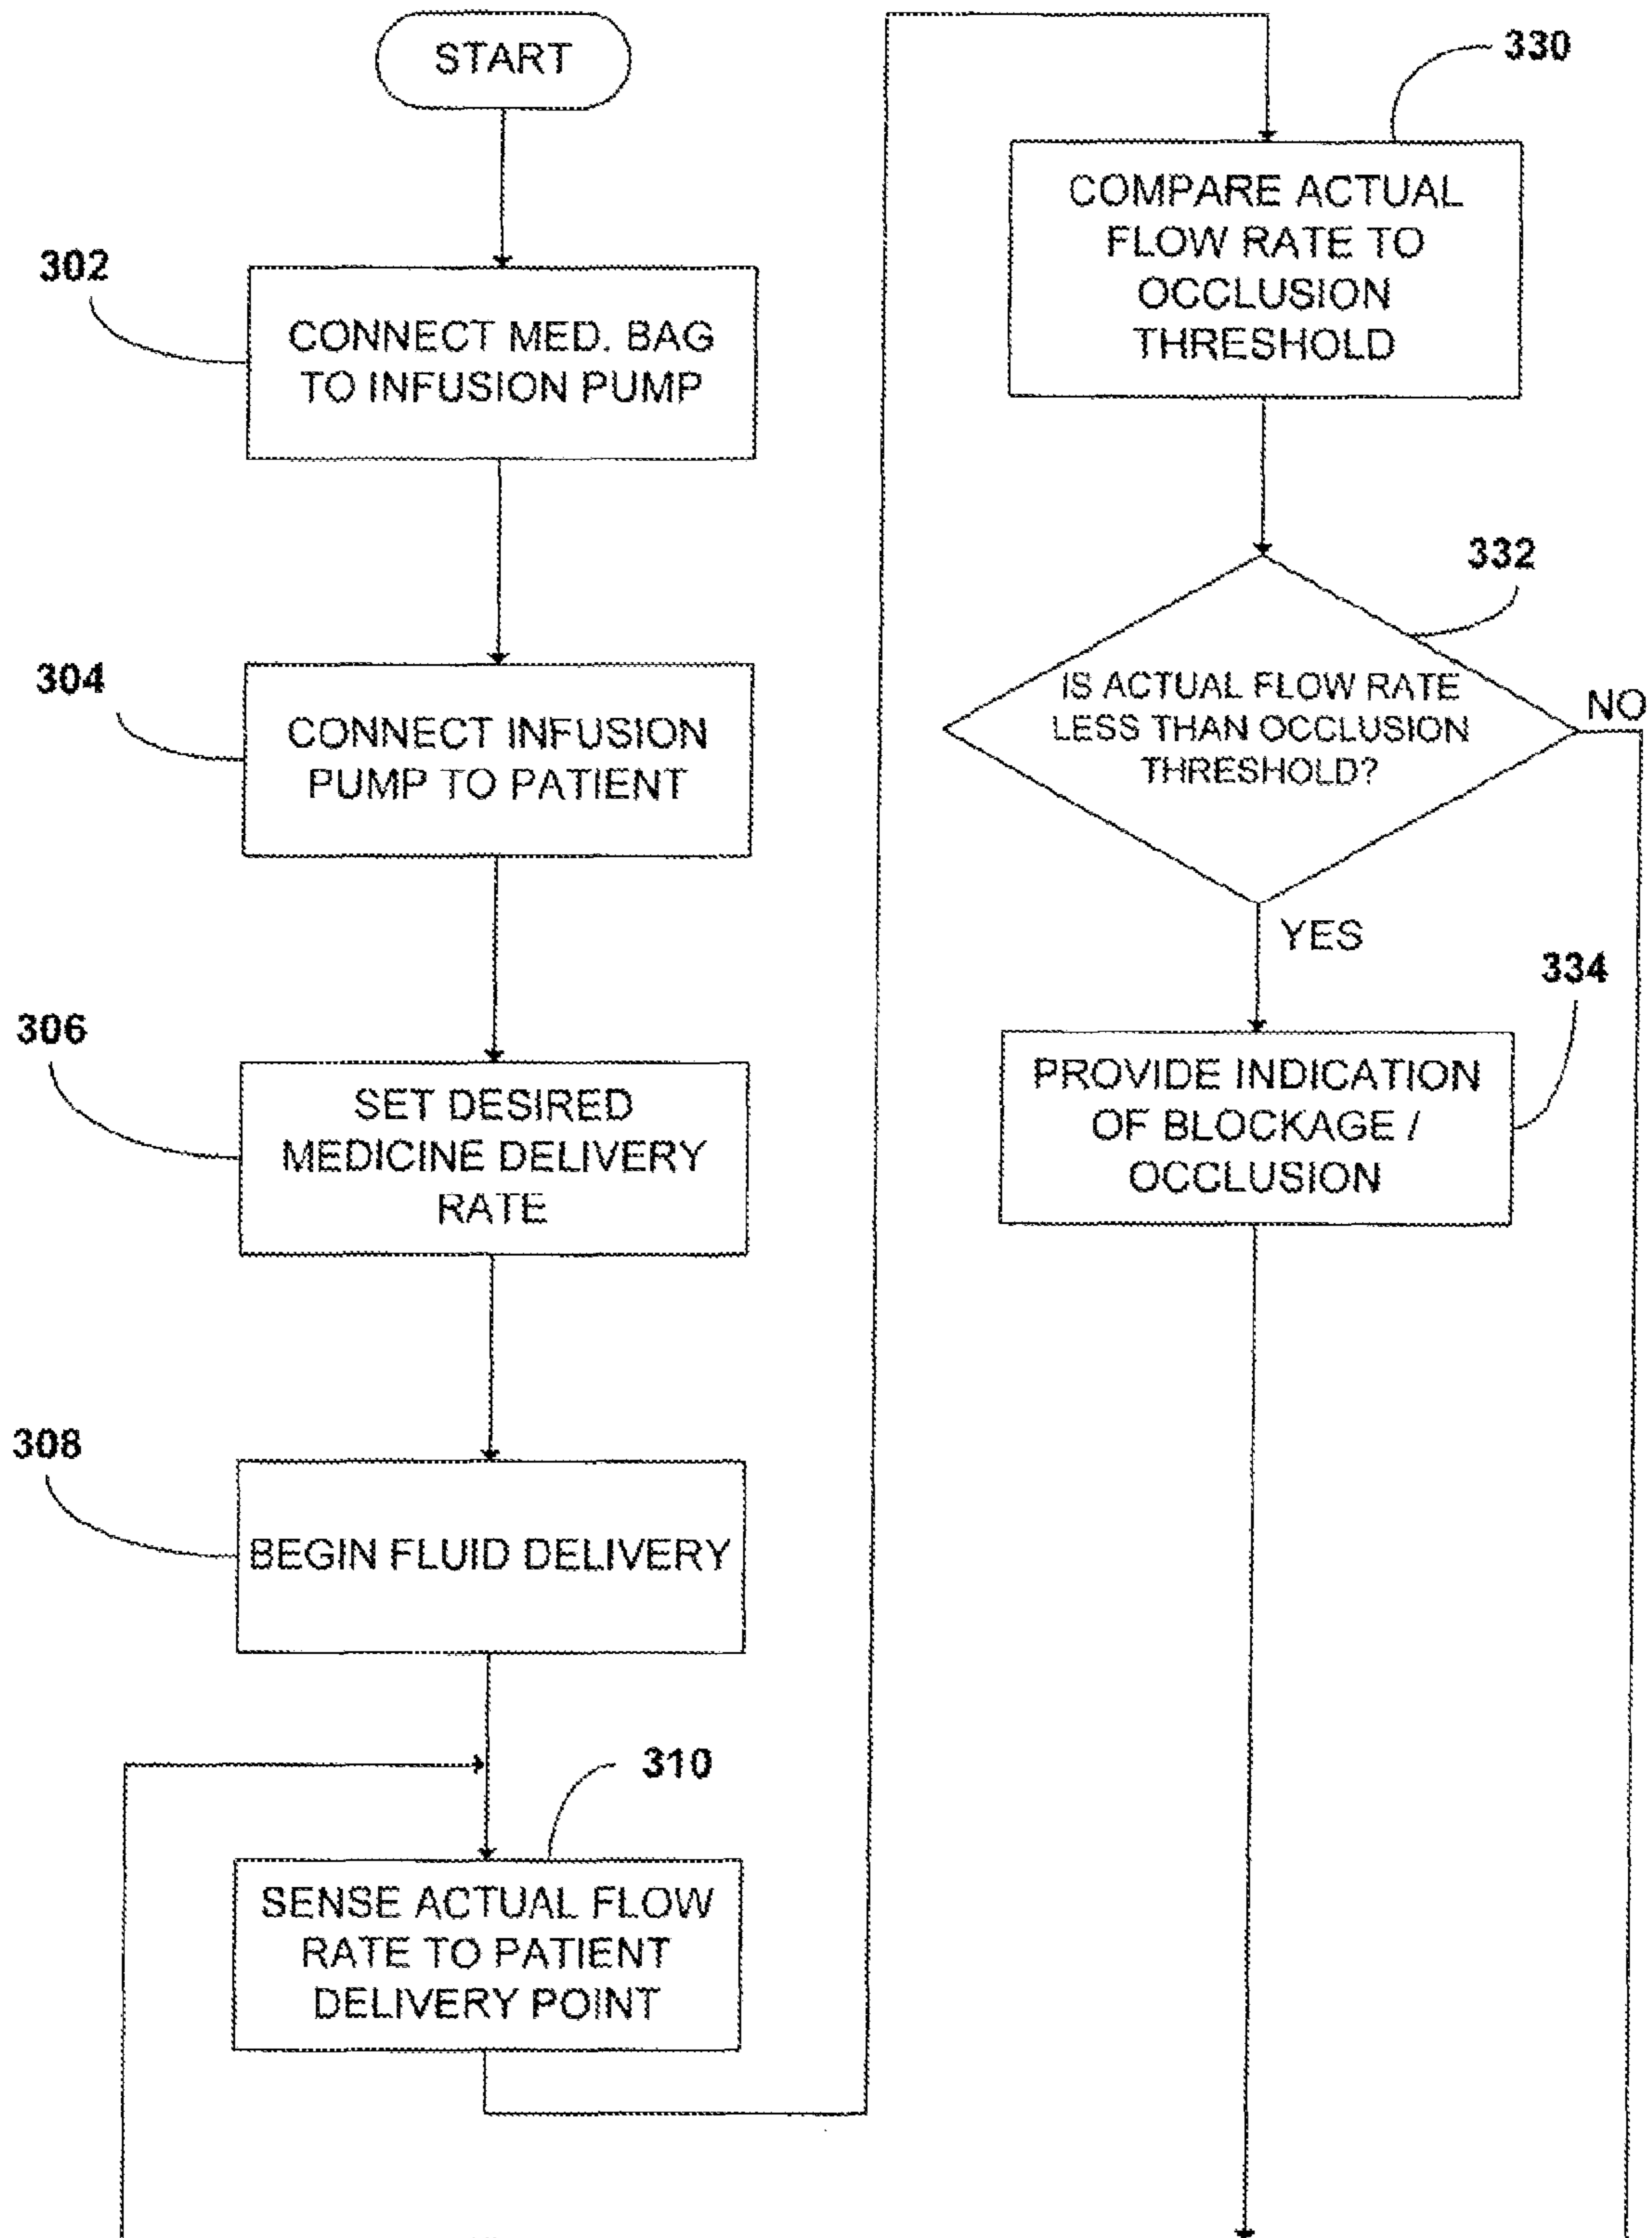 START
302
CONNECT MED. BAG
TO INFUSION PUMP
304
CONNECT INFUSION
PUMP TO PATIENT
306
SET DESIRED
MEDICINE DELIVERY
RATE
308
BEGIN FLUID DELIVERY
310
SENSE ACTUAL FLOW
RATE TO PATIENT
DELIVERY POINT
330
COMPARE ACTUAL
FLOW RATE TO
OCCLUSION
THRESHOLD
332
IS ACTUAL FLOW RATE
LESS THAN OCCLUSION
THRESHOLD?
NO
YES
334
PROVIDE INDICATION
OF BLOCKAGE /
OCCLUSION